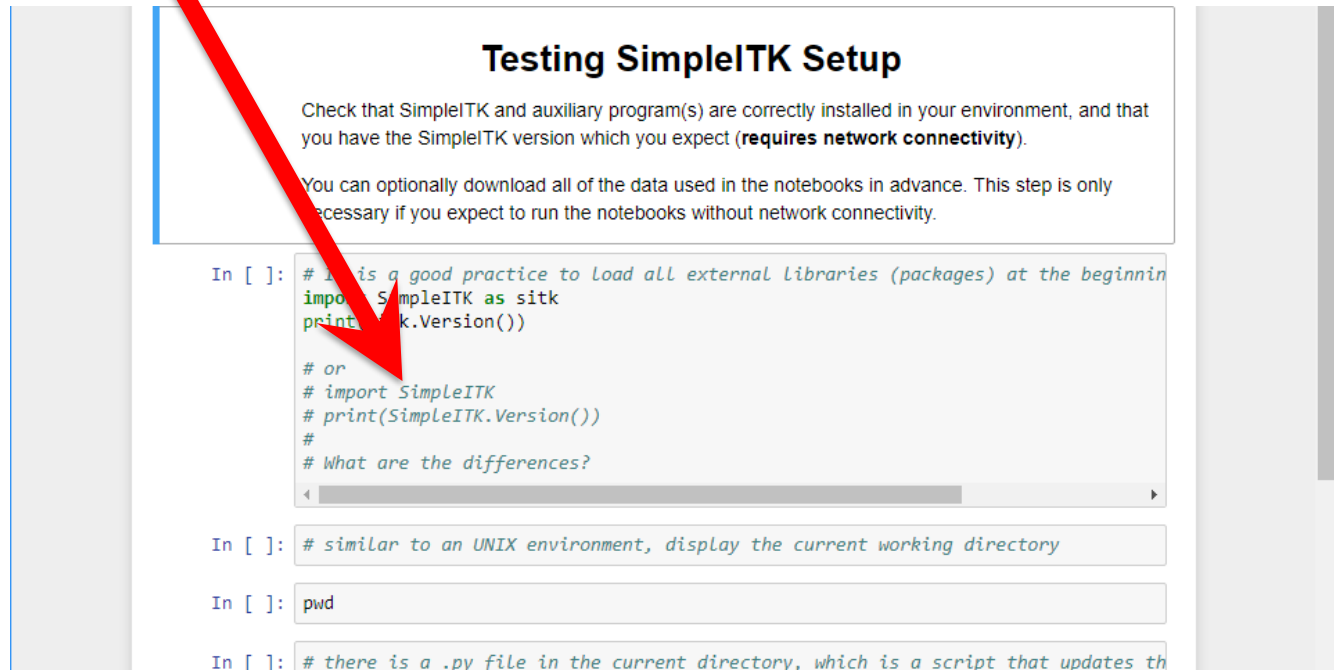 Testing SimpleITK Setup
Check that SimpleITK and auxiliary program(s) are correctly installed in your environment, and that
you have the SimpleITK version which you expect (requires network connectivity).
You can optionally download all of the data used in the notebooks in advance. This step is only
necessary if you expect to run the notebooks without network connectivity.
In [ ]: # It is a good practice to load all external libraries (packages) at the beginnin
import SimpleITK as sitk
print(sitk.Version())
# or
# import SimpleITK
# print(SimpleITK.Version())
#
# What are the differences?
In [ ]: # similar to an UNIX environment, display the current working directory
In [ ]: pwd
In [ ]: # there is a .py file in the current directory, which is a script that updates th